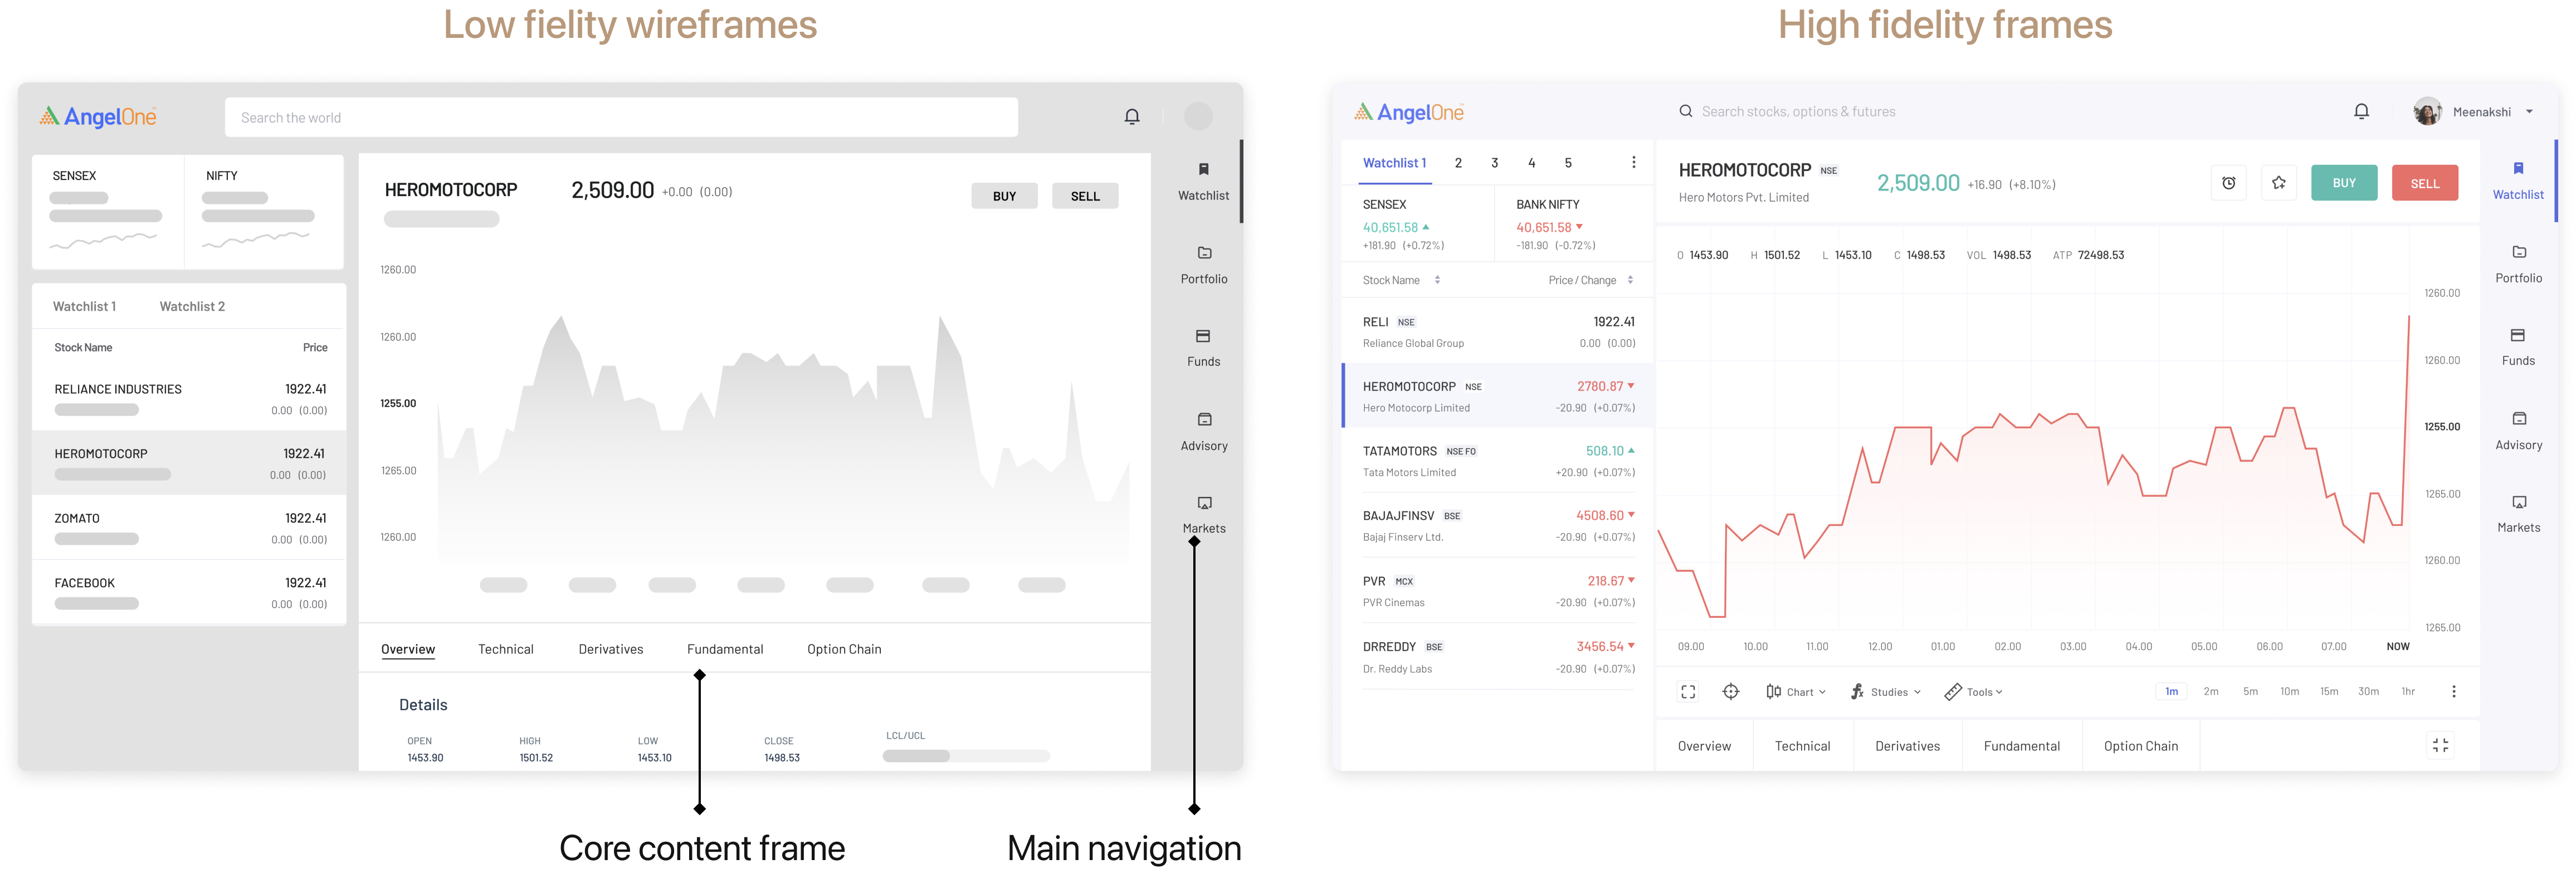 Low fielity wireframes
High fidelity frames
AngelOne
Search the world
SENSEX
NIFTY
Watchlist 1 Watchlist 2
Stock Name Price
RELIANCE INDUSTRIES 1922.41
0.00 (0.00)
HEROMOTOCORP 1922.41
0.00 (0.00)
ZOMATO 1922.41
0.00 (0.00)
FACEBOOK 1922.41
0.00 (0.00)
HEROMOTOCORP 2,509.00 +0.00 (0.00) BUY SELL
1260.00
1260.00
1255.00
1265.00
1260.00
Overview Technical Derivatives Fundamental Option Chain
Details
OPEN HIGH LOW CLOSE LCL/UCL
1453.90 1501.52 1453.10 1498.53
Watchlist
Portfolio
Funds
Advisory
Markets
Core content frame
Main navigation
AngelOne
Search stocks, options & futures
Meenakshi
Watchlist 1 2 3 4 5
SENSEX BANK NIFTY
40,651.58 40,651.58
+181.90 (+0.72%) -181.90 (-0.72%)
Stock Name Price / Change
RELI NSE 1922.41
Reliance Global Group 0.00 (0.00)
HEROMOTOCORP NSE 2780.87
Hero Motocorp Limited -20.90 (+0.07%)
TATAMOTORS NSE FO 508.10
Tata Motors Limited +20.90 (+0.07%)
BAJAJFINSV BSE 4508.60
Bajaj Finserv Ltd. -20.90 (+0.07%)
PVR MCX 218.67
PVR Cinemas -20.90 (+0.07%)
DRREDDY BSE 3456.54
Dr. Reddy Labs -20.90 (+0.07%)
HEROMOTOCORP NSE
Hero Motors Pvt. Limited
2,509.00 +16.90 (+8.10%)
BUY SELL
O 1453.90 H 1501.52 L 1453.10 C 1498.53 VOL 1498.53 ATP 72498.53
1260.00
1260.00
1255.00
1265.00
1260.00
1265.00
09.00 10.00 11.00 12.00 01.00 02.00 03.00 04.00 05.00 06.00 07.00 NOW
Chart Studies Tools 1m 2m 5m 10m 15m 30m 1hr
Overview Technical Derivatives Fundamental Option Chain
Watchlist
Portfolio
Funds
Advisory
Markets